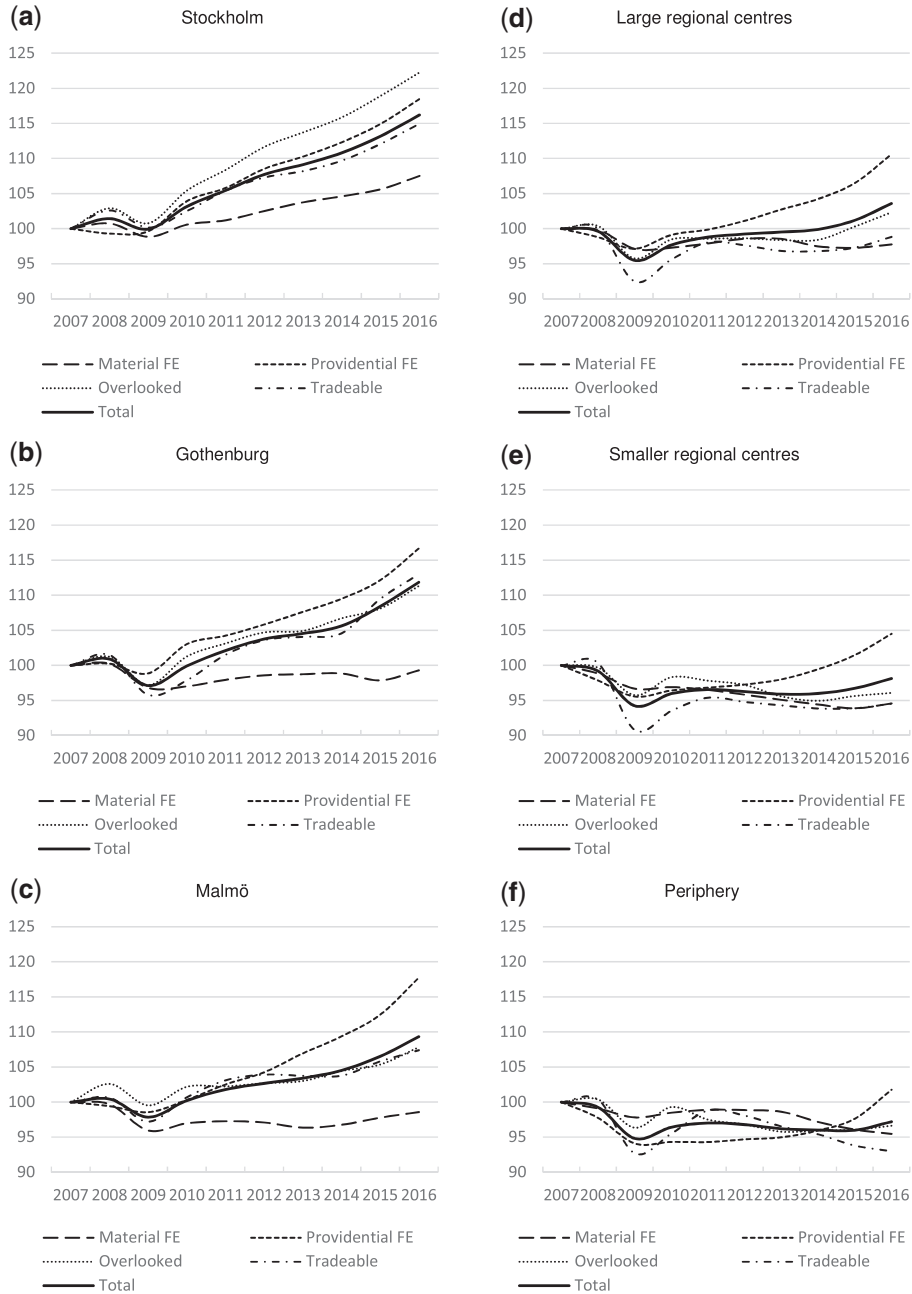 (a)
Stockholm
125
120
115
110
105
100
95
90
2007 2008 2009 2010 2011 2012 2013 2014 2015 2016
Material FE Providential FE
Overlooked Tradeable
Total
(b)
Gothenburg
125
120
115
110
105
100
95
90
2007 2008 2009 2010 2011 2012 2013 2014 2015 2016
Material FE Providential FE
Overlooked Tradeable
Total
(c)
Malmö
125
120
115
110
105
100
95
90
2007 2008 2009 2010 2011 2012 2013 2014 2015 2016
Material FE Providential FE
Overlooked Tradeable
Total
(d)
Large regional centres
125
120
115
110
105
100
95
90
2007 2008 2009 2010 2011 2012 2013 2014 2015 2016
Material FE Providential FE
Overlooked Tradeable
Total
(e)
Smaller regional centres
125
120
115
110
105
100
95
90
2007 2008 2009 2010 2011 2012 2013 2014 2015 2016
Material FE Providential FE
Overlooked Tradeable
Total
(f)
Periphery
125
120
115
110
105
100
95
90
2007 2008 2009 2010 2011 2012 2013 2014 2015 2016
Material FE Providential FE
Overlooked Tradeable
Total